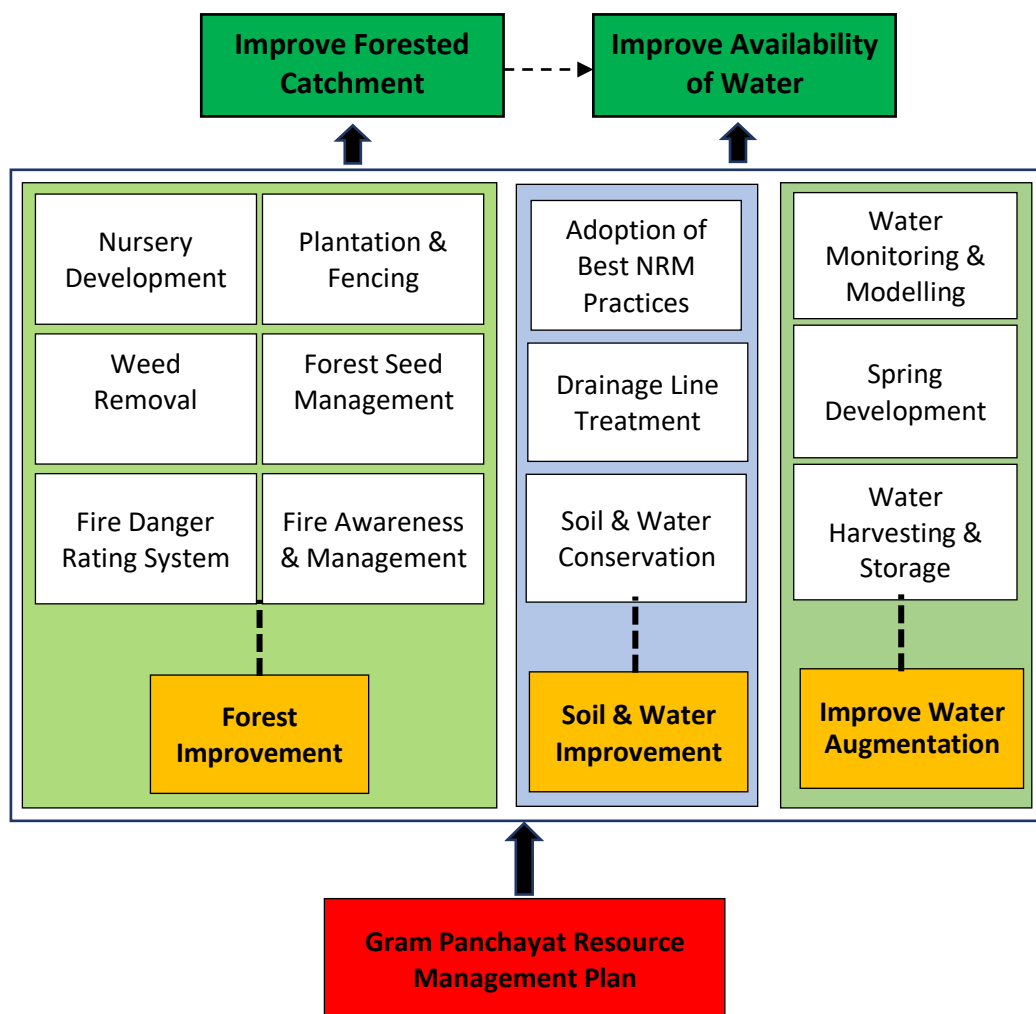 Improve Forested
Catchment
Improve Availability
of Water
Nursery
Development
Plantation &
Fencing
Weed
Removal
Forest Seed
Management
Fire Danger
Rating System
Fire Awareness
& Management
Forest
Improvement
Adoption of
Best NRM
Practices
Drainage Line
Treatment
Soil & Water
Conservation
Soil & Water
Improvement
Water
Monitoring &
Modelling
Spring
Development
Water
Harvesting &
Storage
Improve Water
Augmentation
Gram Panchayat Resource
Management Plan